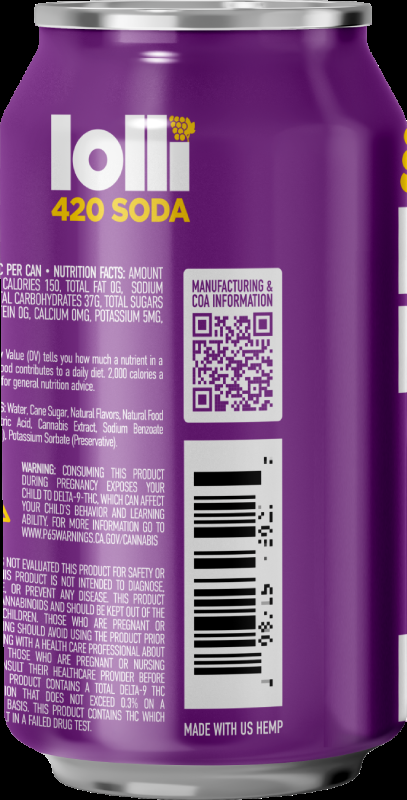 lolli
420 SODA
C PER CAN • NUTRITION FACTS: AMOUNT
CALORIES 150, TOTAL FAT 0G, SODIUM
CARBOHYDRATES 37G, TOTAL SUGARS
0G, CALCIUM 0MG, POTASSIUM 5MG,
Value (DV) tells you how much a nutrient in a
contributes to a daily diet. 2,000 calories a
for general nutrition advice.
Water, Cane Sugar, Natural Flavors, Natural Food
Acid, Cannabis Extract, Sodium Benzoate
), Potassium Sorbate (Preservative).
WARNING: CONSUMING THIS PRODUCT
DURING PREGNANCY EXPOSES YOUR
CHILD TO DELTA-9-THC, WHICH CAN AFFECT
YOUR CHILD'S BEHAVIOR AND LEARNING
ABILITY. FOR MORE INFORMATION GO TO
WWW.P65WARNINGS.CA.GOV/CANNABIS
NOT EVALUATED THIS PRODUCT FOR SAFETY OR
PRODUCT IS NOT INTENDED TO DIAGNOSE,
OR PREVENT ANY DISEASE. THIS PRODUCT
AND SHOULD BE KEPT OUT OF THE
CHILDREN. THOSE WHO ARE PREGNANT OR
SHOULD AVOID USING THE PRODUCT PRIOR
WITH A HEALTH CARE PROFESSIONAL ABOUT
THOSE WHO ARE PREGNANT OR NURSING
THEIR HEALTHCARE PROVIDER BEFORE
PRODUCT CONTAINS A TOTAL DELTA-9 THC
THAT DOES NOT EXCEED 0.3% ON A
BASIS. THIS PRODUCT CONTAINS THC WHICH
IN A FAILED DRUG TEST.
MANUFACTURING &
COA INFORMATION
MADE WITH US HEMP